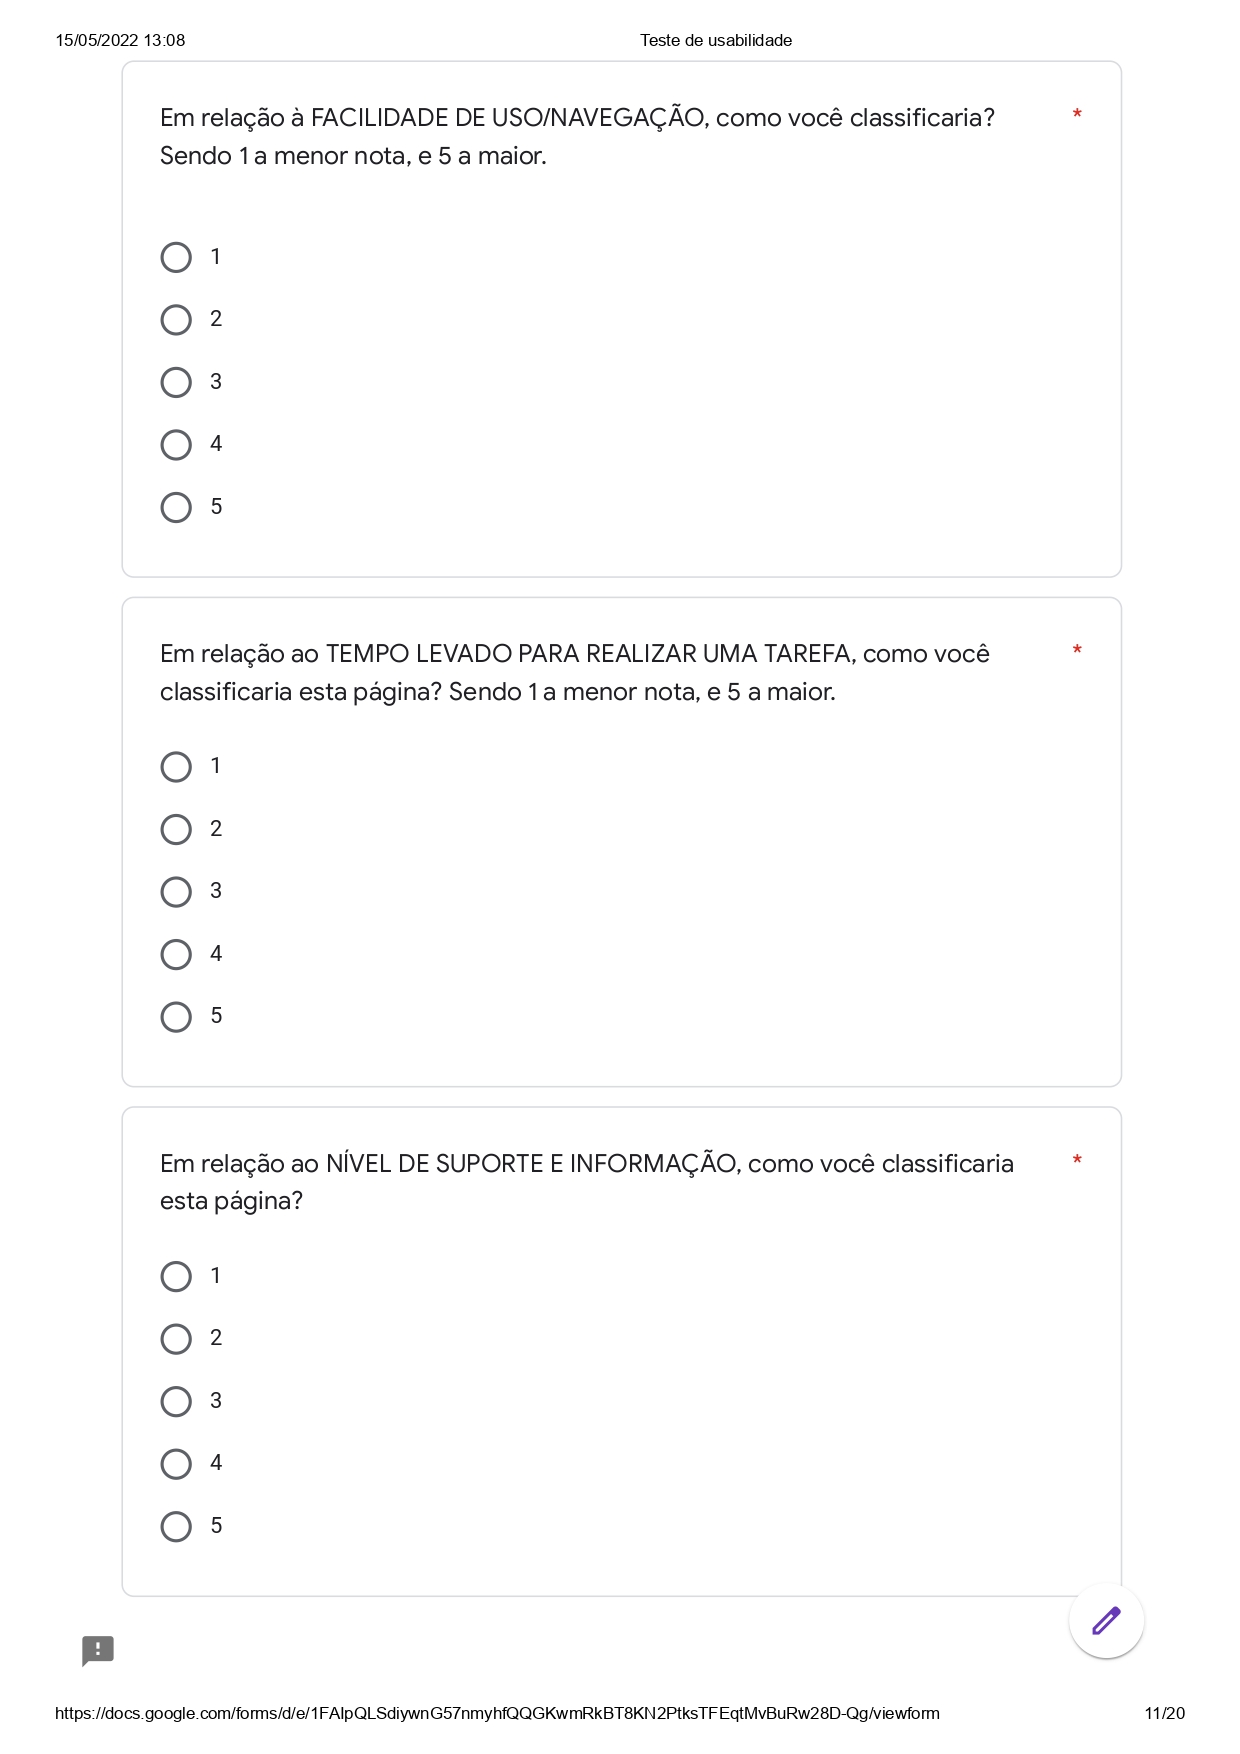 15/05/2022 13:08
Teste de usabilidade
Em relação à FACILIDADE DE USO/NAVEGAÇÃO, como você classificaria? *
Sendo 1 a menor nota, e 5 a maior.
1
2
3
4
5
Em relação ao TEMPO LEVADO PARA REALIZAR UMA TAREFA, como você *
classificaria esta página? Sendo 1 a menor nota, e 5 a maior.
1
2
3
4
5
Em relação ao NÍVEL DE SUPORTE E INFORMAÇÃO, como você classificaria *
esta página?
1
2
3
4
5
https://docs.google.com/forms/d/e/1FAIpQLSdiywnG57nmyhfQQGKwmRkBT8KN2PtksTFEqtMvBuRw28D-Qg/viewform
11/20